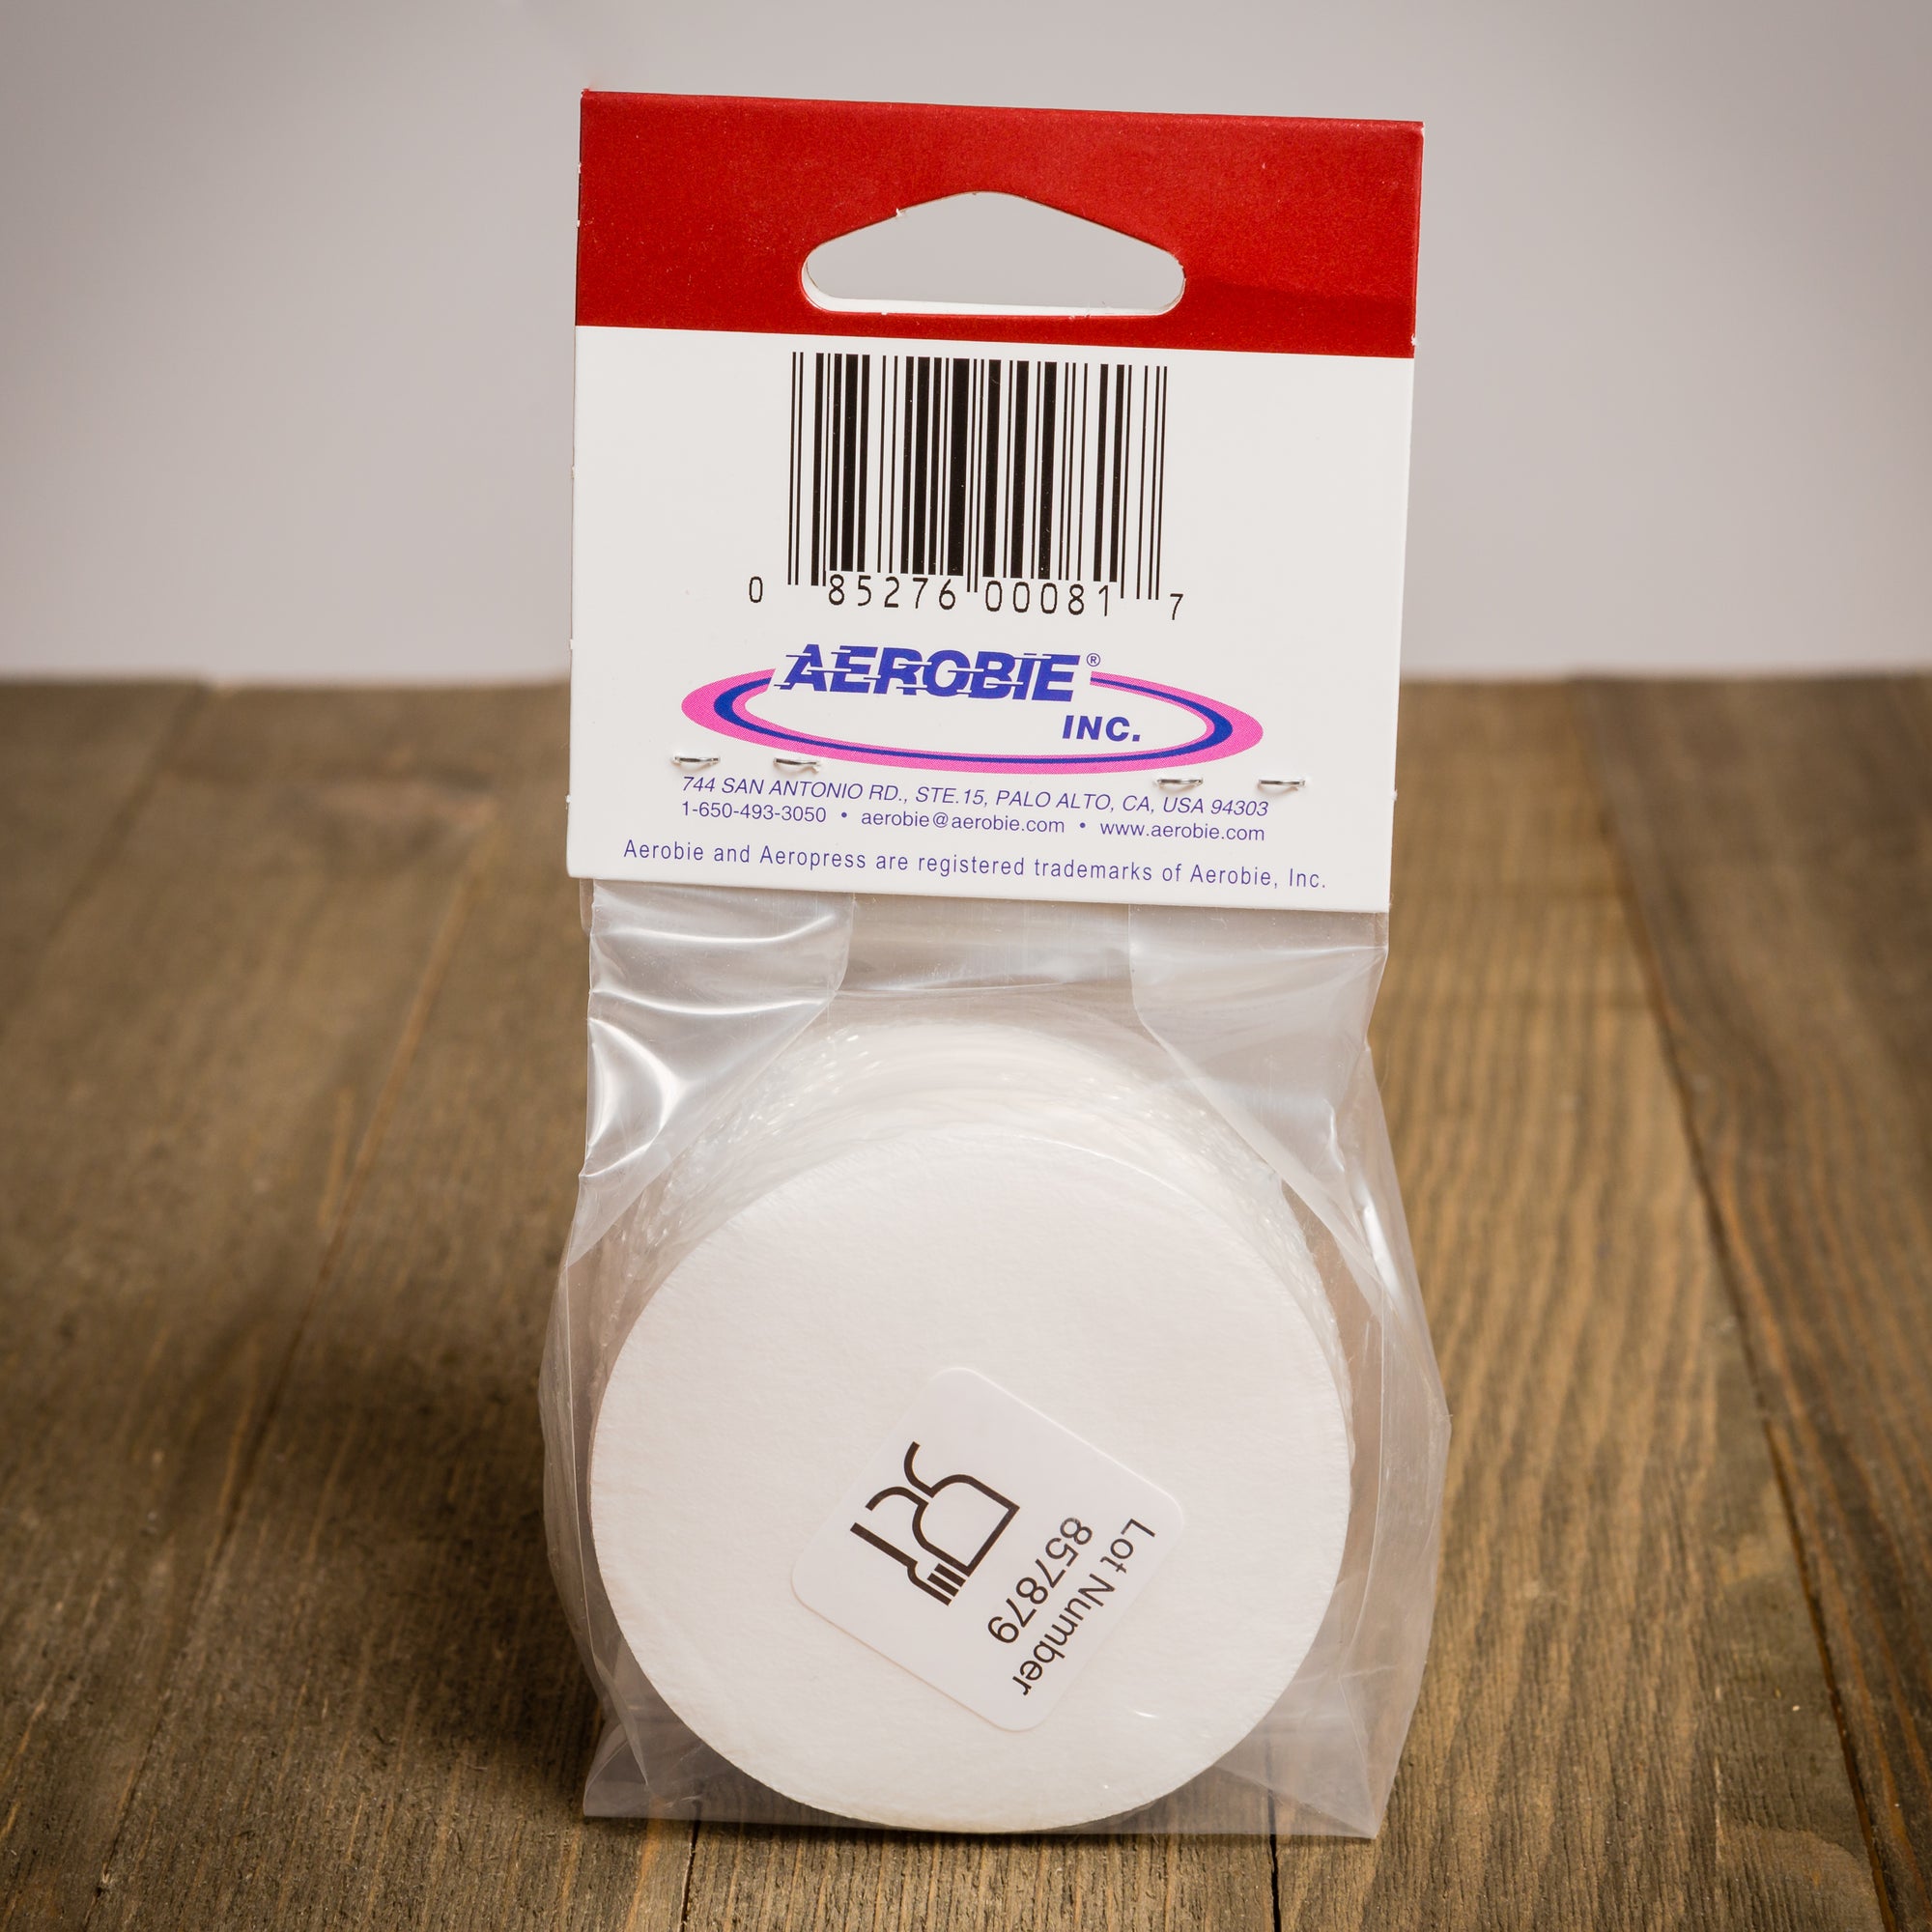 0 85276 00081 7
AEROBIE®
INC.
744 SAN ANTONIO RD., STE.15, PALO ALTO, CA, USA 94303
1-650-493-3050 • aerobie@aerobie.com • www.aerobie.com
Aerobie and Aeropress are registered trademarks of Aerobie, Inc.
Lot Number
857879